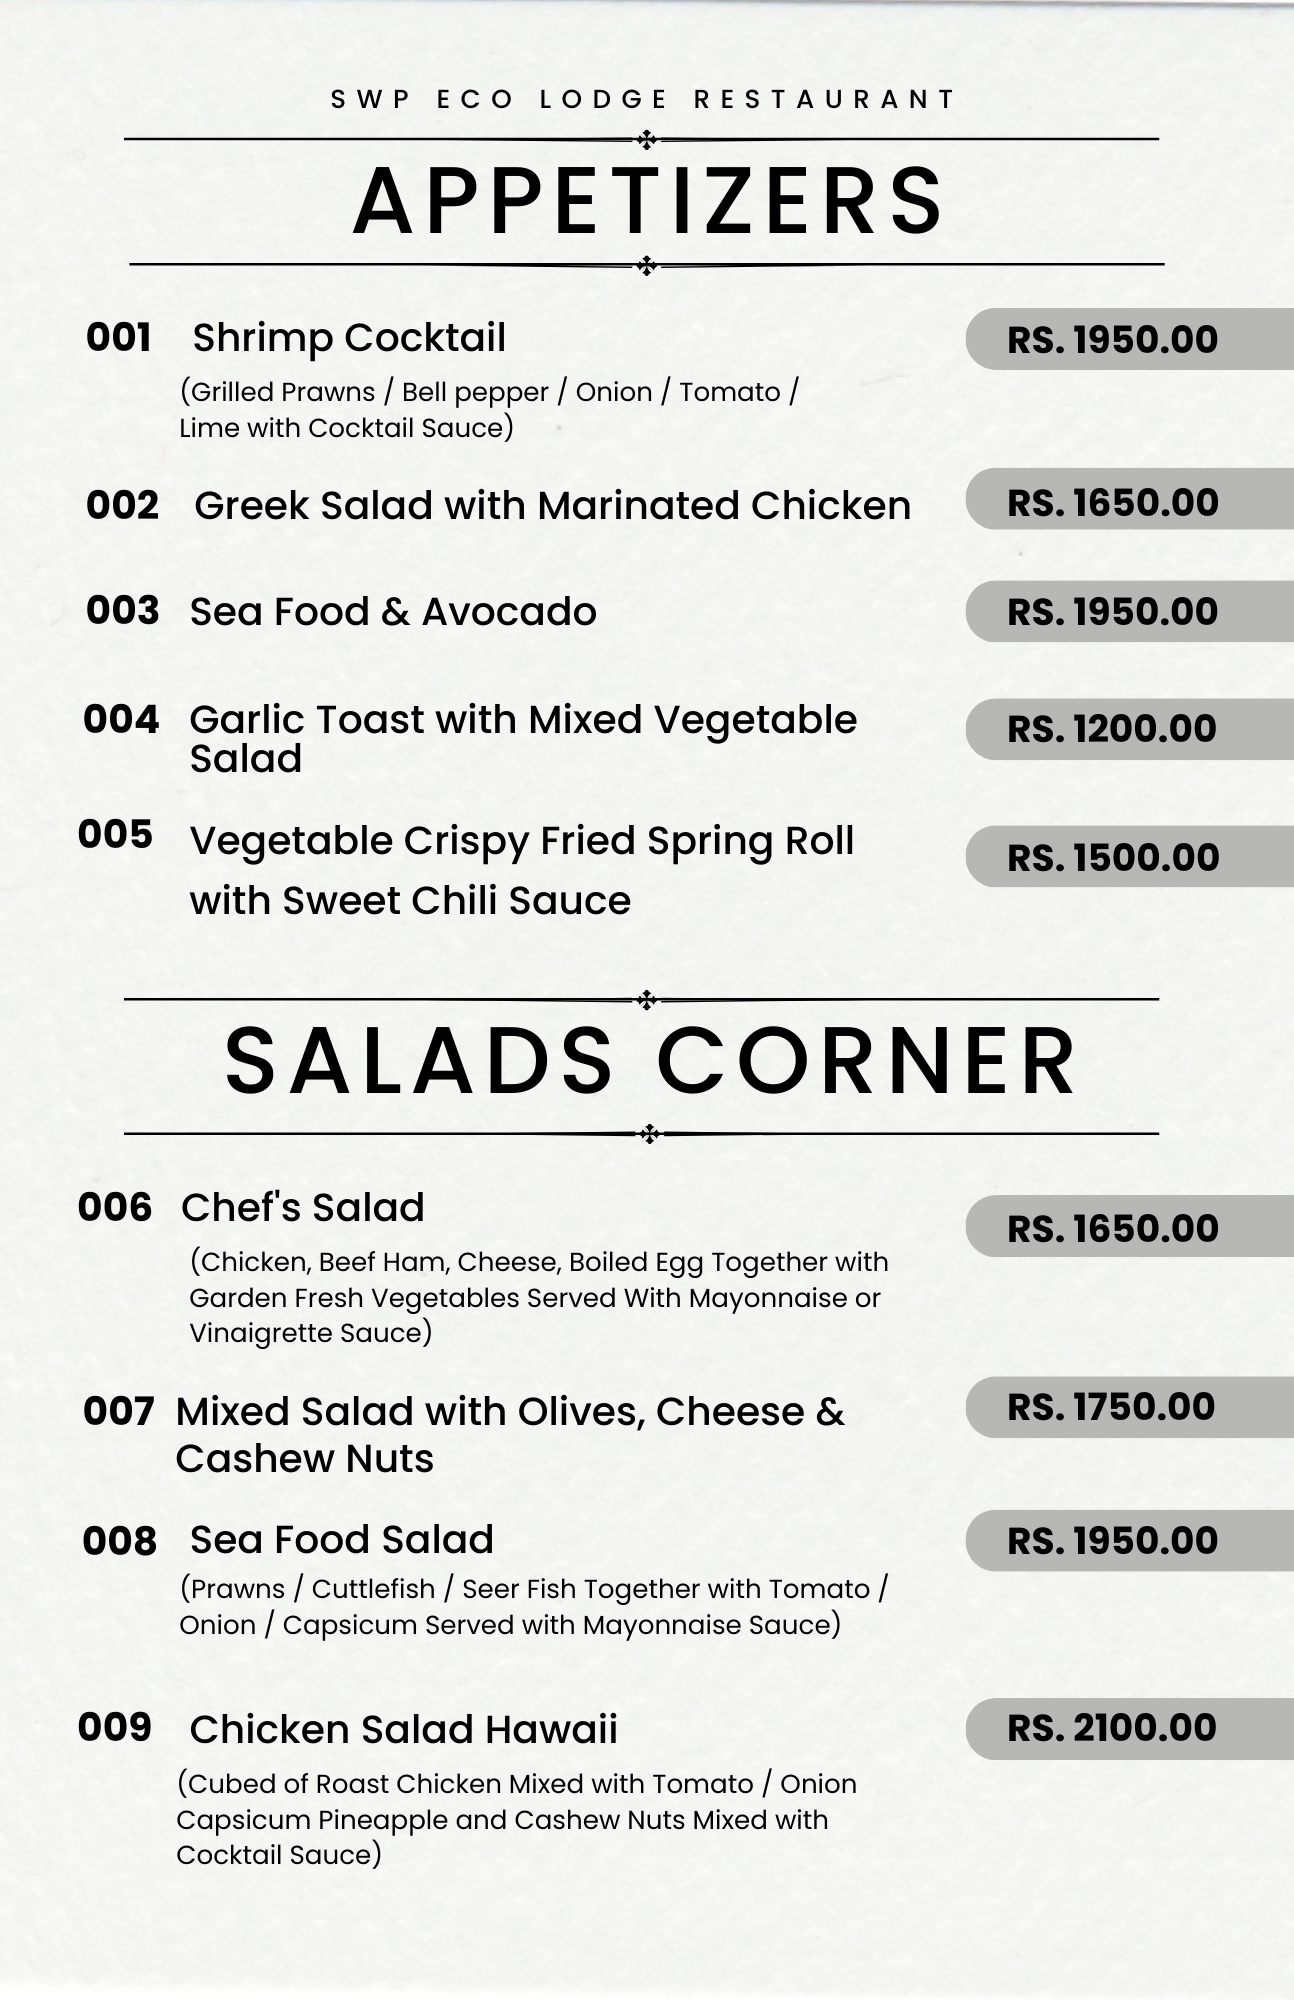 SWP ECO LODGE RESTAURANT
APPETIZERS
001 Shrimp Cocktail RS. 1950.00
(Grilled Prawns / Bell pepper / Onion / Tomato /
Lime with Cocktail Sauce)
002 Greek Salad with Marinated Chicken RS. 1650.00
003 Sea Food & Avocado RS. 1950.00
004 Garlic Toast with Mixed Vegetable RS. 1200.00
Salad
005 Vegetable Crispy Fried Spring Roll RS. 1500.00
with Sweet Chili Sauce
SALADS CORNER
006 Chef's Salad RS. 1650.00
(Chicken, Beef Ham, Cheese, Boiled Egg Together with
Garden Fresh Vegetables Served With Mayonnaise or
Vinaigrette Sauce)
007 Mixed Salad with Olives, Cheese & RS. 1750.00
Cashew Nuts
008 Sea Food Salad RS. 1950.00
(Prawns / Cuttlefish / Seer Fish Together with Tomato /
Onion / Capsicum Served with Mayonnaise Sauce)
009 Chicken Salad Hawaii RS. 2100.00
(Cubed of Roast Chicken Mixed with Tomato / Onion
Capsicum Pineapple and Cashew Nuts Mixed with
Cocktail Sauce)